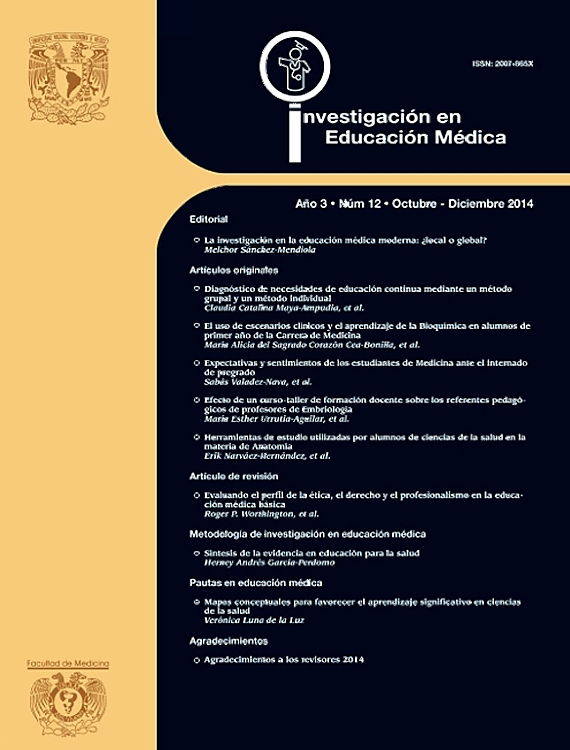 ISSN: 2007-865X
Investigación en
Educación Médica
Año 3 • Núm 12 • Octubre - Diciembre 2014
Editorial
La investigación en la educación médica moderna: ¿local o global?
Melchor Sánchez-Mendiola
Artículos originales
Diagnóstico de necesidades de educación continua mediante un método
grupal y un método individual
Claudia Catalina Maya-Ampudia, et al.
El uso de escenarios clínicos y el aprendizaje de la Bioquímica en alumnos de
primer año de la Carrera de Medicina
María Alicia del Sagrado Corazón Cea-Bonilla, et al.
Expectativas y sentimientos de los estudiantes de Medicina ante el internado
de pregrado
Sabás Valadez-Nava, et al.
Efecto de un curso-taller de formación docente sobre los referentes pedagó-
gicos de profesores de Embriología
María Esther Urrutia-Aguilar, et al.
Herramientas de estudio utilizadas por alumnos de ciencias de la salud en la
materia de Anatomía
Erik Narváez-Hernández, et al.
Artículo de revisión
Evaluando el perfil de la ética, el derecho y el profesionalismo en la educa-
ción médica básica
Roger P. Worthington, et al.
Metodología de investigación en educación médica
Síntesis de la evidencia en educación para la salud
Herney Andrés García-Perdomo
Pautas en educación médica
Mapas conceptuales para favorecer el aprendizaje significativo en ciencias
de la salud
Verónica Luna de la Luz
Agradecimientos
Agradecimientos a los revisores 2014
Facultad de Medicina